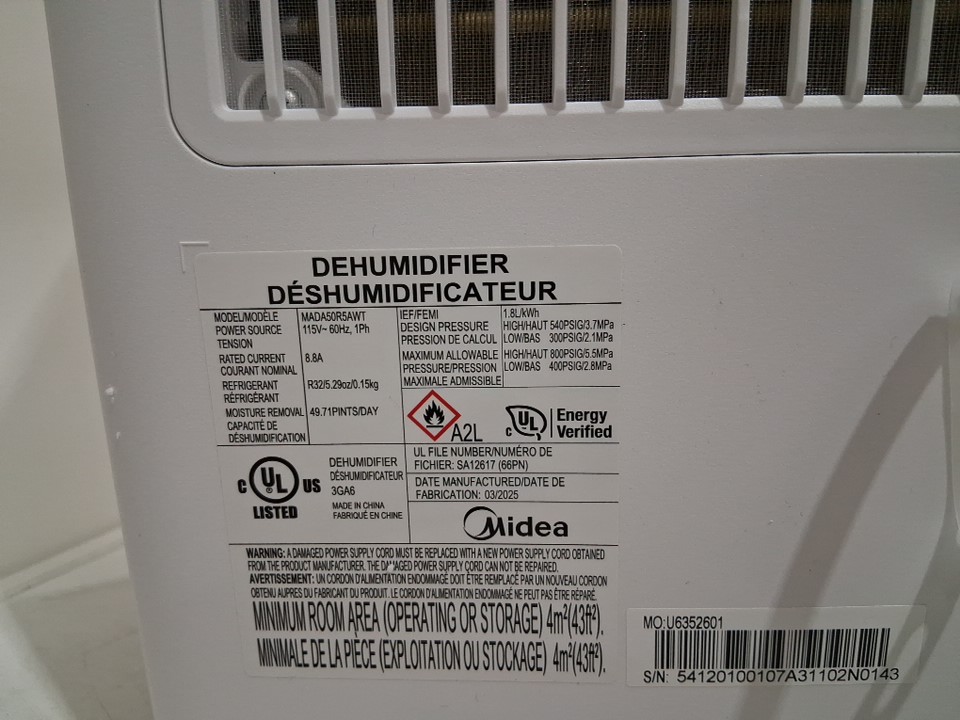 DEHUMIDIFIER
DÉSHUMIDIFICATEUR
MODEL/MODÈLE MADA50R5AWT
POWER SOURCE 115V~ 60Hz, 1Ph
TENSION
RATED CURRENT 8.8A
COURANT NOMINAL
REFRIGERANT R32/5.29oz/0.15kg
RÉFRIGÉRANT
MOISTURE REMOVAL 49.71PINTS/DAY
CAPACITÉ DE
DÉSHUMIDIFICATION
IEF/FEMI 1.8L/kWh
DESIGN PRESSURE HIGH/HAUT 540PSIG/3.7MPa
PRESSION DE CALCUL LOW/BAS 300PSIG/2.1MPa
MAXIMUM ALLOWABLE HIGH/HAUT 800PSIG/5.5MPa
PRESSURE/PRESSION LOW/BAS 400PSIG/2.8MPa
MAXIMALE ADMISSIBLE
A2L
c UL Energy
Verified
UL FILE NUMBER/NUMÉRO DE
FICHIER: SA12617 (66PN)
DATE MANUFACTURED/DATE DE
FABRICATION: 03/2025
c UL ® US
LISTED
DEHUMIDIFIER
DÉSHUMIDIFICATEUR
3GA6
MADE IN CHINA
FABRIQUÉ EN CHINE
Midea
WARNING: A DAMAGED POWER SUPPLY CORD MUST BE REPLACED WITH A NEW POWER SUPPLY CORD OBTAINED
FROM THE PRODUCT MANUFACTURER. THE DAMAGED POWER SUPPLY CORD CAN NOT BE REPAIRED.
AVERTISSEMENT: UN CORDON D'ALIMENTATION ENDOMMAGÉ DOIT ÊTRE REMPLACÉ PAR UN NOUVEAU CORDON
OBTENU AUPRES DU FABRICANT DU PRODUIT. LE CORDON D'ALIMENTATION ENDOMMAGÉ NE PEUT PAS ÊTRE RÉPARÉ.
MINIMUM ROOM AREA (OPERATING OR STORAGE) 4m²(43ft²).
MINIMALE DE LA PIÈCE (EXPLOITATION OU STOCKAGE) 4m²(43ft²).
MO:U6352601
S/N: 54120100107A31102N0143